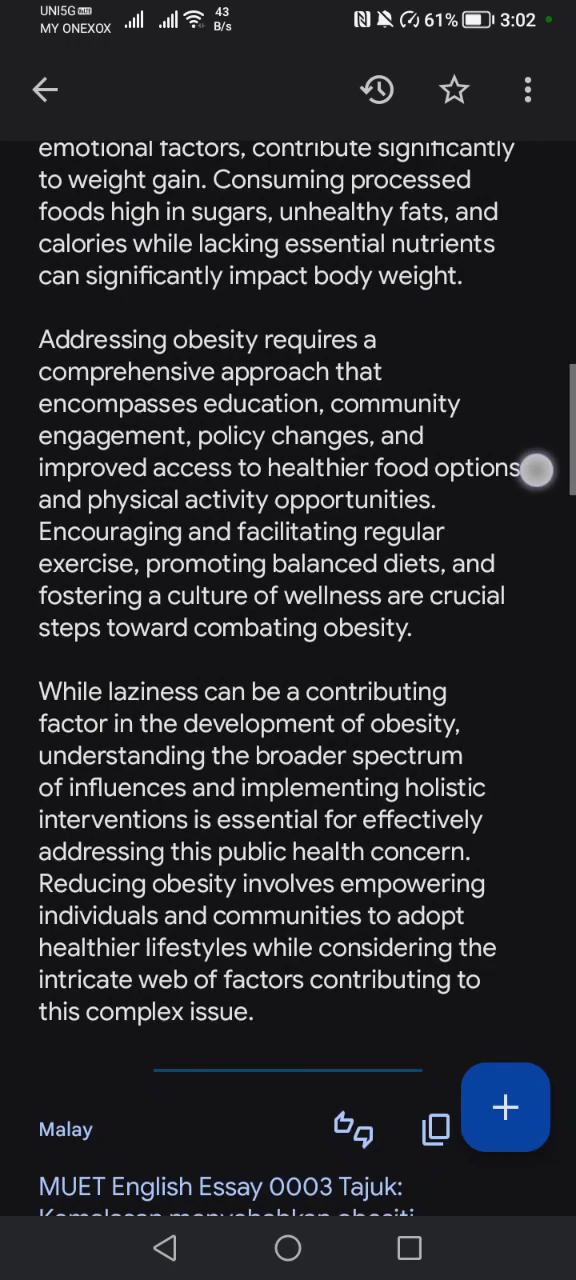 UNI5G
MY ONEXOX
43
B/s
61%
3:02
emotional factors, contribute significantly
to weight gain. Consuming processed
foods high in sugars, unhealthy fats, and
calories while lacking essential nutrients
can significantly impact body weight.
Addressing obesity requires a
comprehensive approach that
encompasses education, community
engagement, policy changes, and
improved access to healthier food options
and physical activity opportunities.
Encouraging and facilitating regular
exercise, promoting balanced diets, and
fostering a culture of wellness are crucial
steps toward combating obesity.
While laziness can be a contributing
factor in the development of obesity,
understanding the broader spectrum
of influences and implementing holistic
interventions is essential for effectively
addressing this public health concern.
Reducing obesity involves empowering
individuals and communities to adopt
healthier lifestyles while considering the
intricate web of factors contributing to
this complex issue.
Malay
MUET English Essay 0003 Tajuk:
Kemalasan menyebabkan obesiti